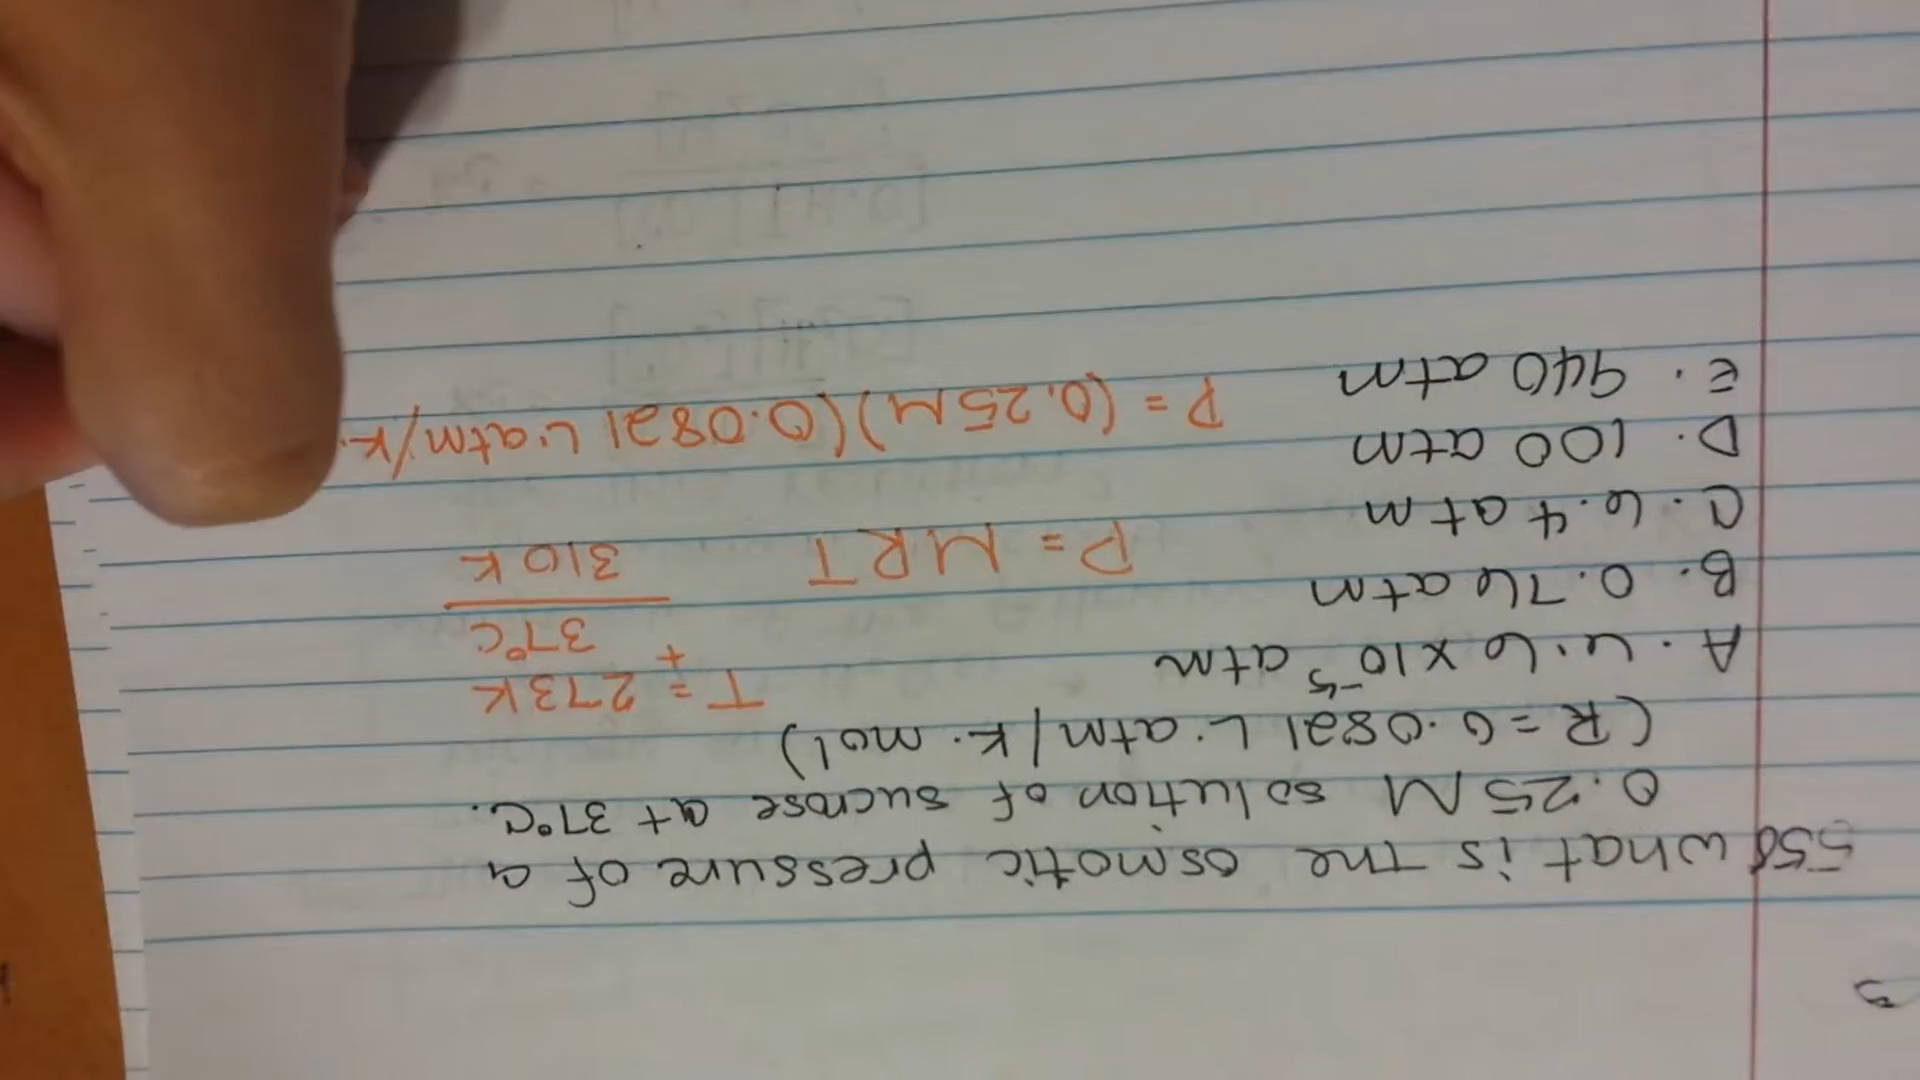 550 What is the osmotic pressure of a
0.25 M solution of sucrose at 37°C.
(R = 0.0821 L·atm/K·mol)
A. 6.6 x 10⁻⁵ atm
B. 0.76 atm
C. 6.4 atm
D. 100 atm
E. 940 atm
T = 273 K
+ 37°C
310 K
P = MRT
P = (0.25M)(0.0821 L·atm/K·